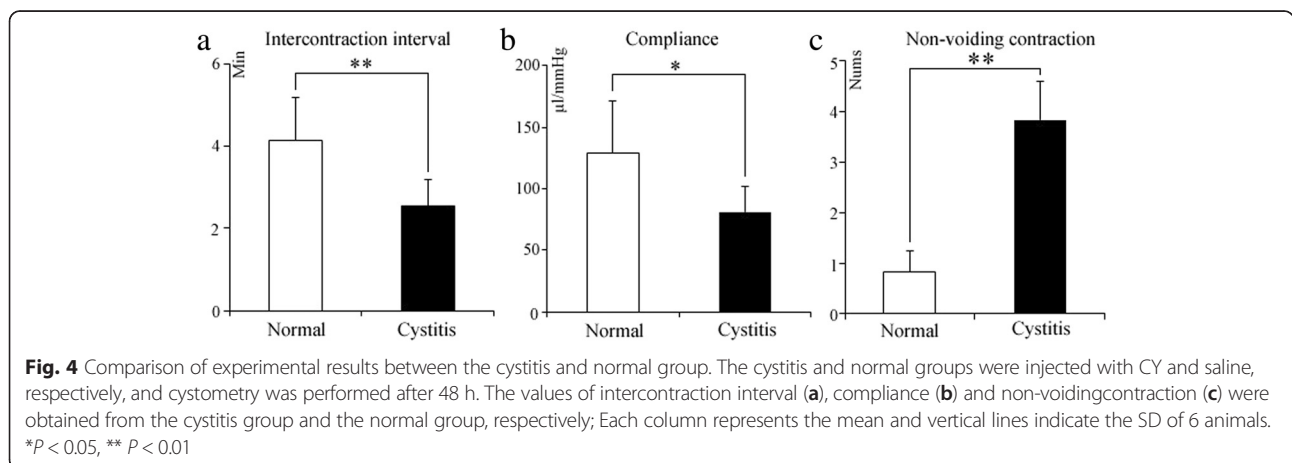 a Intercontraction interval
Min
6
4
2
0
**
Normal Cystitis
b Compliance
µl/mmHg
200
150
100
50
0
*
Normal Cystitis
c Non-voiding contraction
Nums
5
4
3
2
1
0
**
Normal Cystitis
Fig. 4 Comparison of experimental results between the cystitis and normal group. The cystitis and normal groups were injected with CY and saline,
respectively, and cystometry was performed after 48 h. The values of intercontraction interval (a), compliance (b) and non-voidingcontraction (c) were
obtained from the cystitis group and the normal group, respectively; Each column represents the mean and vertical lines indicate the SD of 6 animals.
*P < 0.05, ** P < 0.01